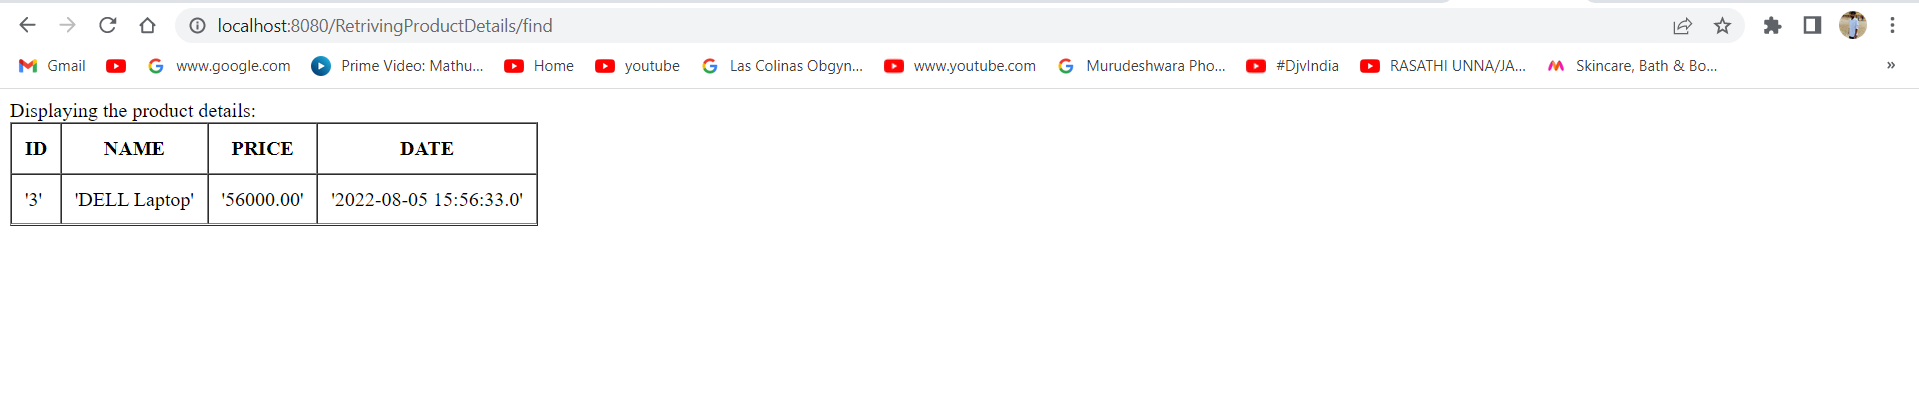 localhost:8080/RetrivingProductDetails/find
Gmail www.google.com Prime Video: Mathu... Home youtube Las Colinas Obgyn... www.youtube.com Murudeshwara Pho... #DjvIndia RASATHI UNNA/JA... Skincare, Bath & Bo... »
Displaying the product details:
ID NAME PRICE DATE
'3' 'DELL Laptop' '56000.00' '2022-08-05 15:56:33.0'